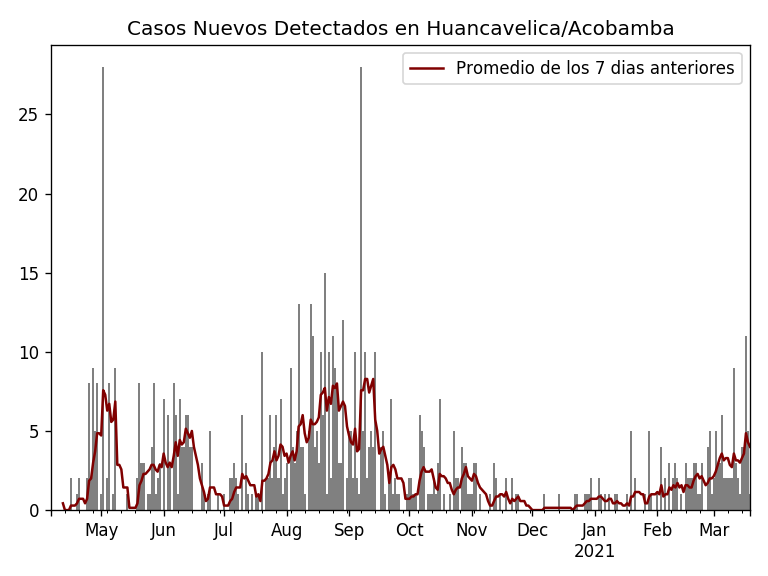 Casos Nuevos Detectados en Huancavelica/Acobamba
Promedio de los 7 dias anteriores
25
20
15
10
5
0
May Jun Jul Aug Sep Oct Nov Dec Jan Feb Mar
2021